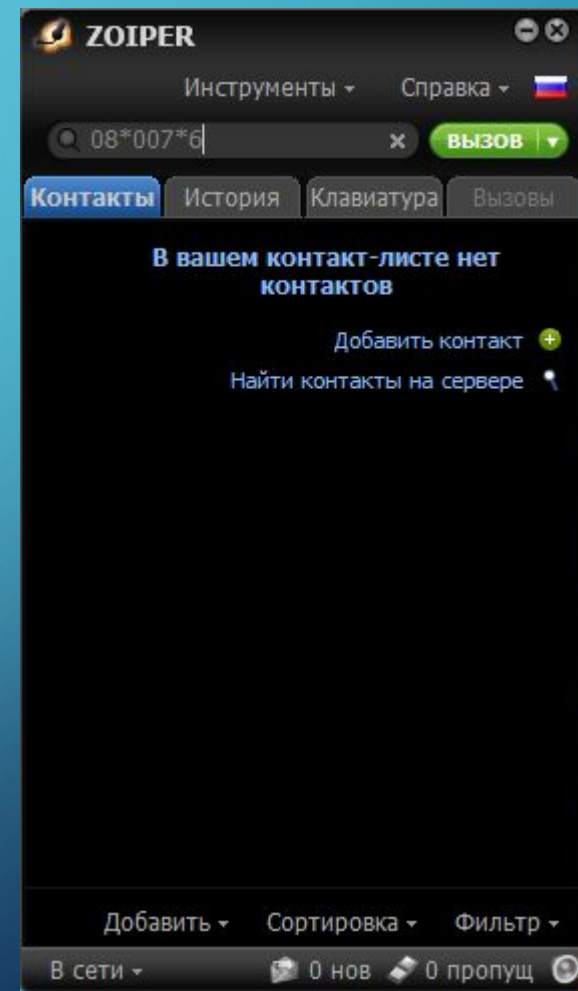 ZOIPER
Инструменты Справка
08*007*6 ВЫЗОВ
Контакты История Клавиатура Вызовы
В вашем контакт-листе нет
контактов
Добавить контакт
Найти контакты на сервере
Добавить Сортировка Фильтр
В сети 0 нов 0 пропущ